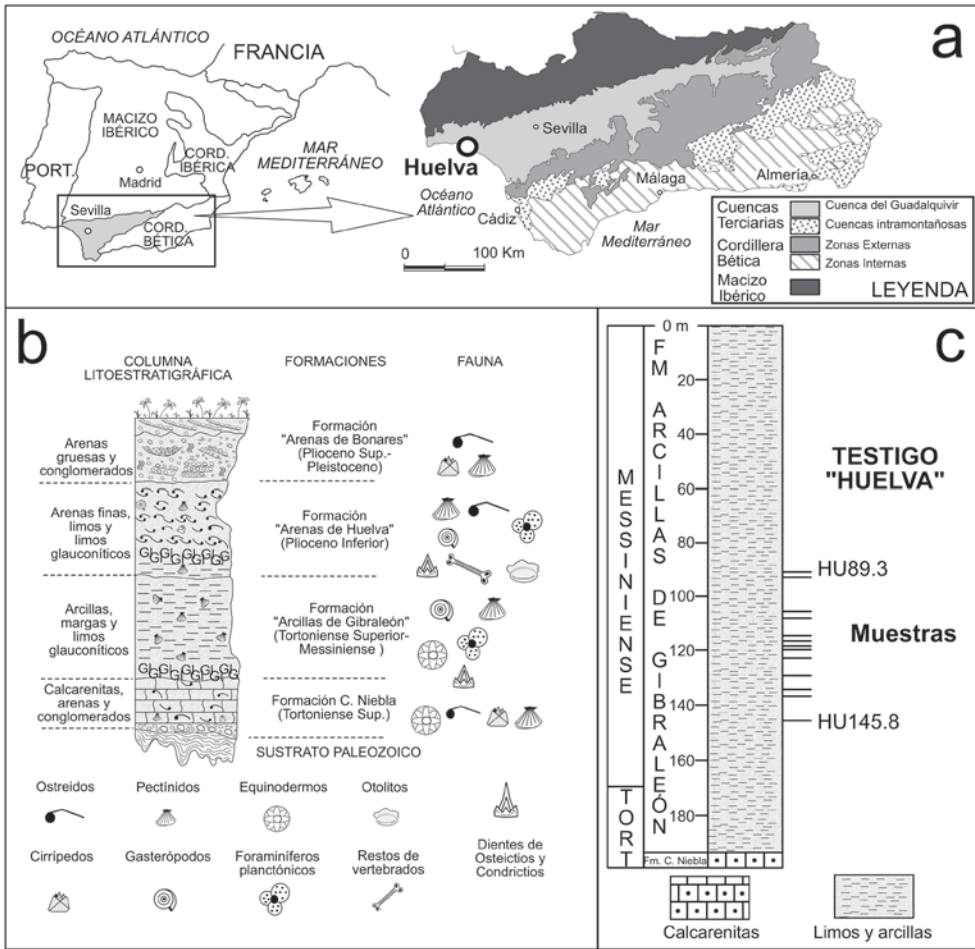 a
OCÉANO ATLÁNTICO
FRANCIA
MACIZO
IBÉRICO
CORD.
IBÉRICA
PORT.
Madrid
MAR
MEDITERRÁNEO
Sevilla
CORD.
BÉTICA
Sevilla
Huelva
Océano
Atlántico
Cádiz
Málaga
Almería
Mar
Mediterráneo
0 100 Km
Cuencas
Terciarias
Cuenca del Guadalquivir
Cuencas intramontañosas
Cordillera
Bética
Zonas Externas
Zonas Internas
Macizo
Ibérico
LEYENDA
b
COLUMNA
LITOESTRATIGRÁFICA
FORMACIONES
FAUNA
Arenas
gruesas y
conglomerados
Formación
"Arenas de Bonares"
(Plioceno Sup.-
Pleistoceno)
Arenas finas,
limos y
glauconíticos
GlGlGlGlGlG
Formación
"Arenas de Huelva"
(Plioceno Inferior)
Arcillas,
margas y
limos
glauconíticos
GlGlGlGlGlG
Formación
"Arcillas de Gibraleón"
(Tortoniense Superior-
Messiniense )
Calcarenitas,
arenas y
conglomerados
Formación C. Niebla
(Tortoniense Sup.)
SUSTRATO PALEOZOICO
Ostreidos
Pectínidos
Equinodermos
Otolitos
Dientes de
Osteictios y
Condrictios
Cirrípedos
Gasterópodos
Foraminíferos
planctónicos
Restos de
vertebrados
c
0 m
20
40
60
80
100
120
140
160
180
MESSINIENSE
TORT
FM ARCILLAS DE GIBRALEÓN
Fm. C. Niebla
TESTIGO
"HUELVA"
HU89.3
Muestras
HU145.8
Calcarenitas
Limos y arcillas